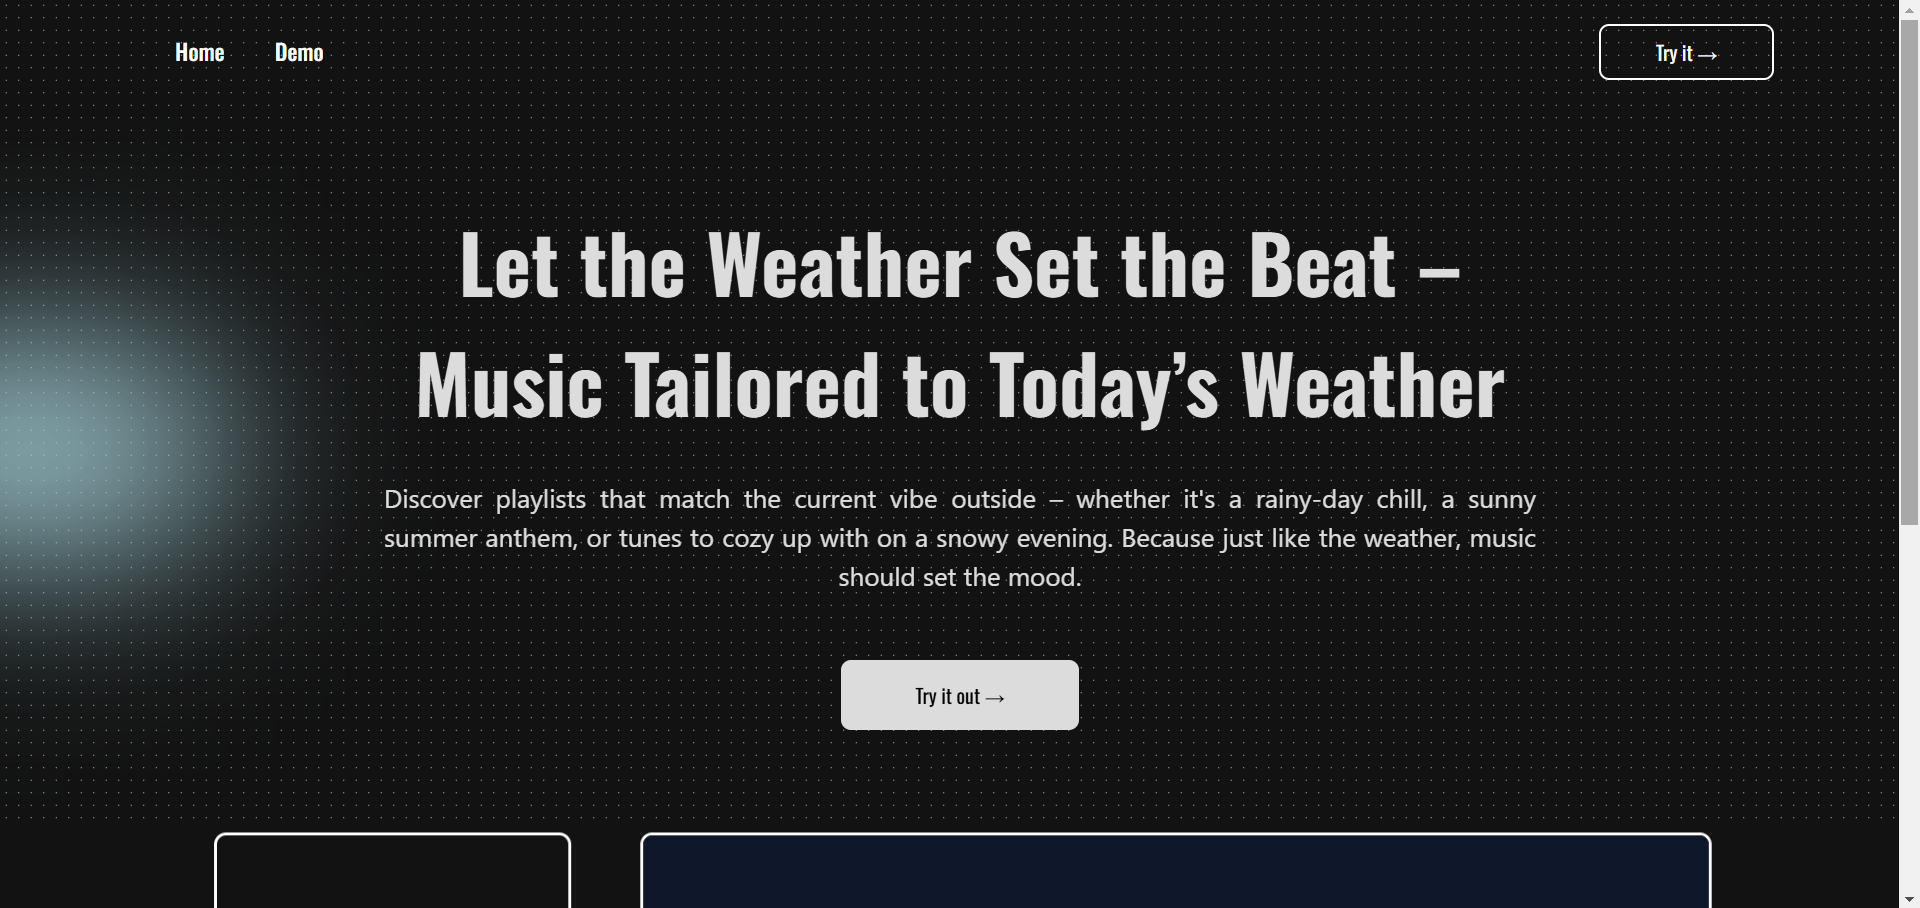 Home Demo Try it →
Let the Weather Set the Beat –
Music Tailored to Today’s Weather
Discover playlists that match the current vibe outside – whether it's a rainy-day chill, a sunny
summer anthem, or tunes to cozy up with on a snowy evening. Because just like the weather, music
should set the mood.
Try it out →